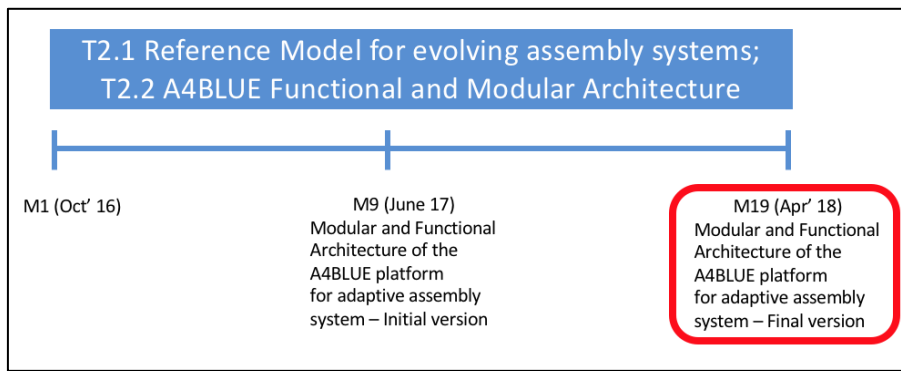 T2.1 Reference Model for evolving assembly systems;
T2.2 A4BLUE Functional and Modular Architecture
M1 (Oct' 16)
M9 (June 17)
Modular and Functional
Architecture of the
A4BLUE platform
for adaptive assembly
system – Initial version
M19 (Apr' 18)
Modular and Functional
Architecture of the
A4BLUE platform
for adaptive assembly
system – Final version